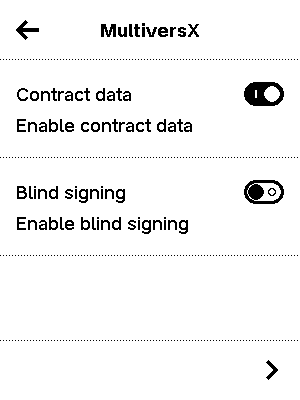 MultiversX
Contract data
Enable contract data
Blind signing
Enable blind signing